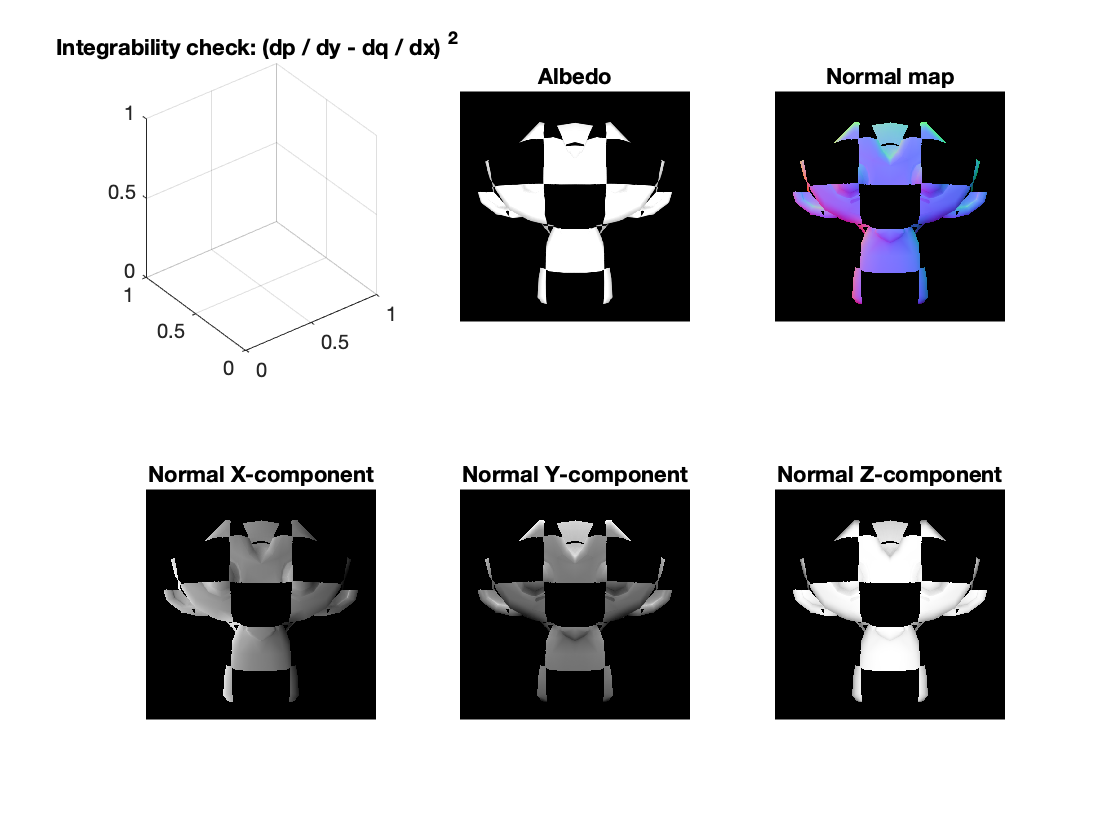 Integrability check: (dp / dy - dq / dx) 2
Albedo
Normal map
1
0.5
0
1
0.5
0
0
0.5
1
Normal X-component
Normal Y-component
Normal Z-component